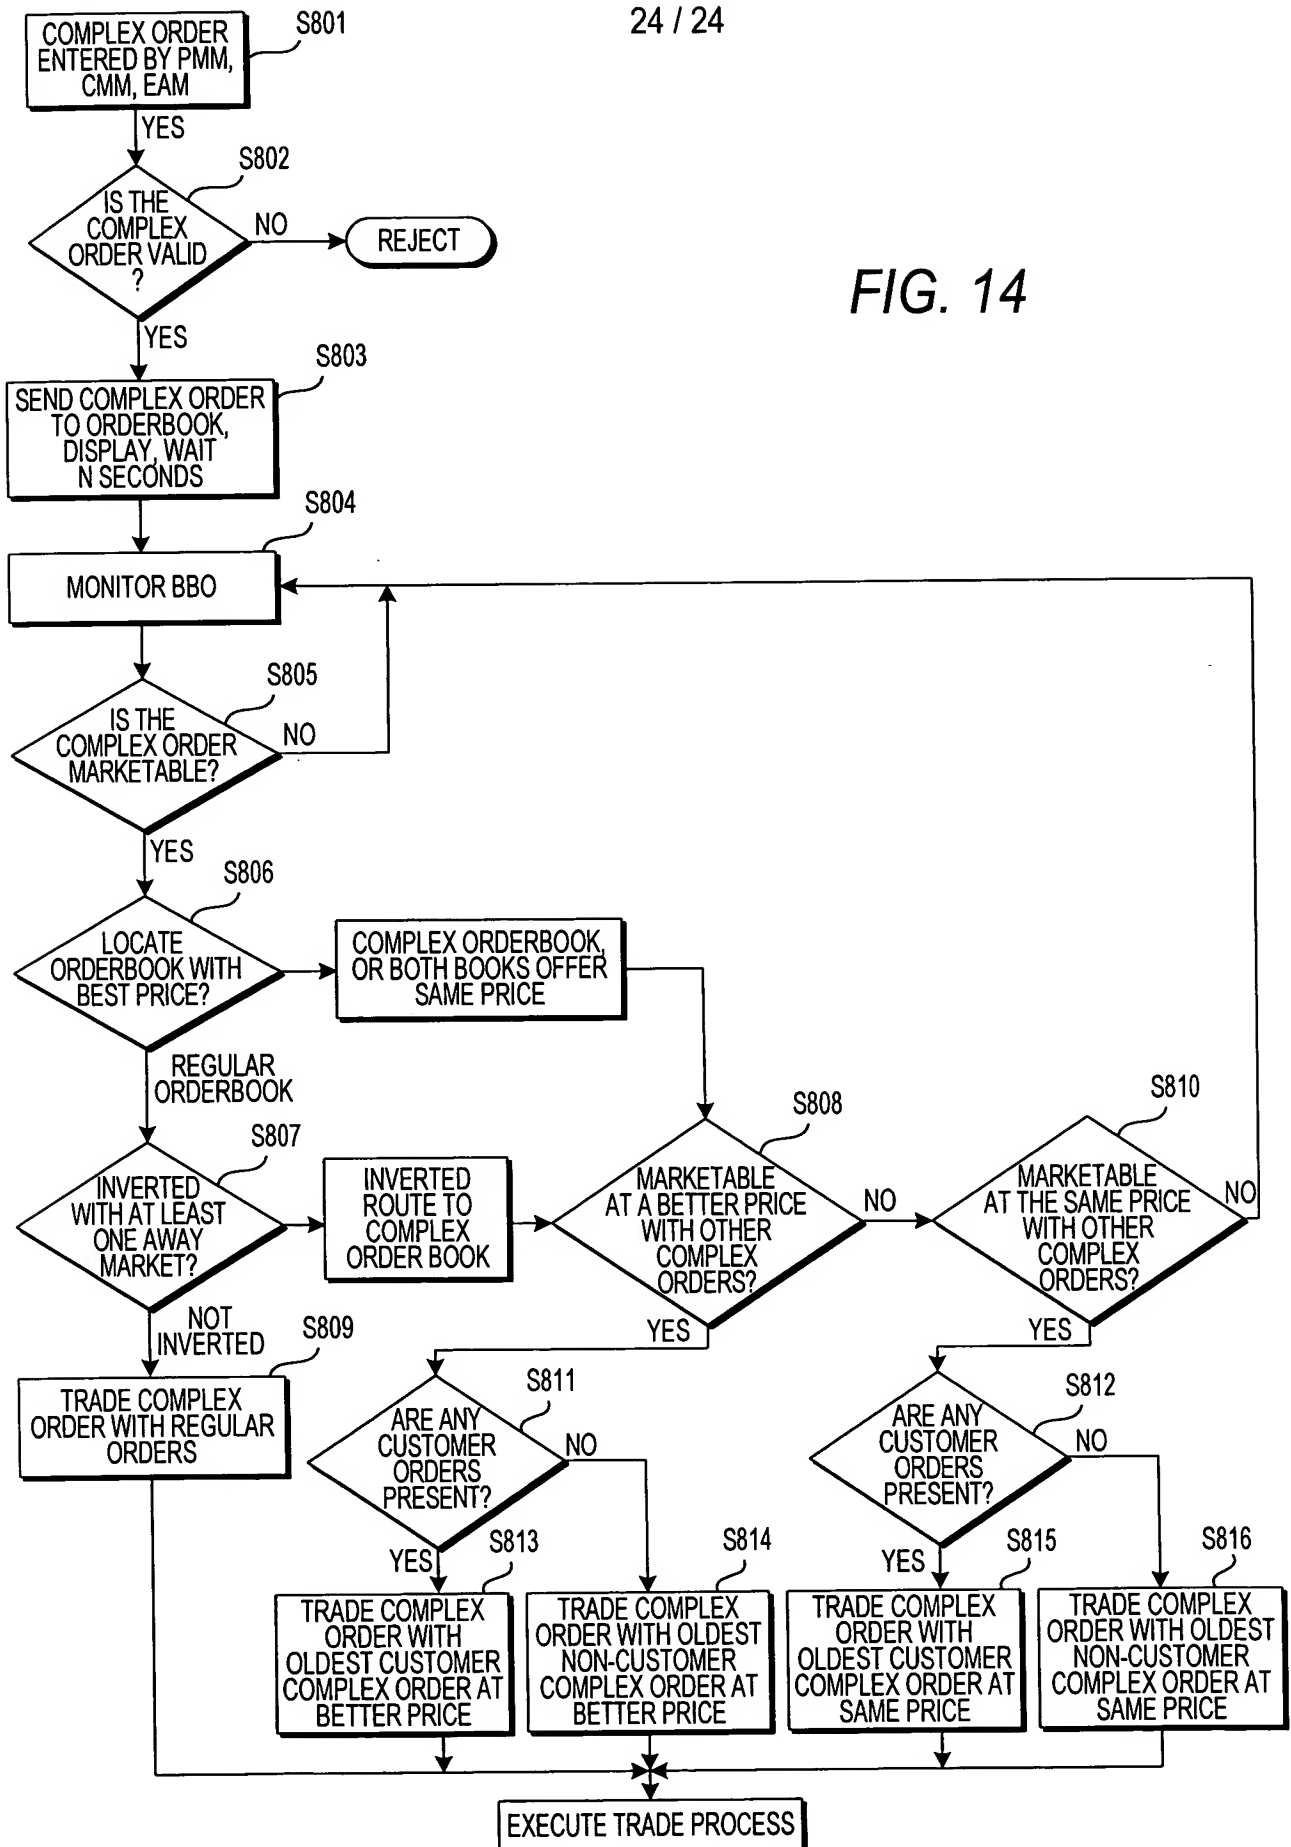 24 / 24
S801
COMPLEX ORDER
ENTERED BY PMM,
CMM, EAM
YES
S802
IS THE
COMPLEX
ORDER VALID
?
NO
REJECT
FIG. 14
YES
S803
SEND COMPLEX ORDER
TO ORDERBOOK,
DISPLAY, WAIT
N SECONDS
S804
MONITOR BBO
S805
IS THE
COMPLEX ORDER
MARKETABLE?
NO
YES
S806
LOCATE
ORDERBOOK WITH
BEST PRICE?
COMPLEX ORDERBOOK,
OR BOTH BOOKS OFFER
SAME PRICE
REGULAR
ORDERBOOK
S807
INVERTED
WITH AT LEAST
ONE AWAY
MARKET?
INVERTED
ROUTE TO
COMPLEX
ORDER BOOK
S808
MARKETABLE
AT A BETTER PRICE
WITH OTHER
COMPLEX
ORDERS?
NO
S810
MARKETABLE
AT THE SAME PRICE
WITH OTHER
COMPLEX
ORDERS?
NO
NOT
INVERTED
S809
TRADE COMPLEX
ORDER WITH REGULAR
ORDERS
YES
S811
ARE ANY
CUSTOMER
ORDERS
PRESENT?
NO
YES
S812
ARE ANY
CUSTOMER
ORDERS
PRESENT?
NO
YES
S813
TRADE COMPLEX
ORDER WITH
OLDEST CUSTOMER
COMPLEX ORDER AT
BETTER PRICE
S814
TRADE COMPLEX
ORDER WITH OLDEST
NON-CUSTOMER
COMPLEX ORDER AT
BETTER PRICE
YES
S815
TRADE COMPLEX
ORDER WITH
OLDEST CUSTOMER
COMPLEX ORDER AT
SAME PRICE
S816
TRADE COMPLEX
ORDER WITH OLDEST
NON-CUSTOMER
COMPLEX ORDER AT
SAME PRICE
EXECUTE TRADE PROCESS